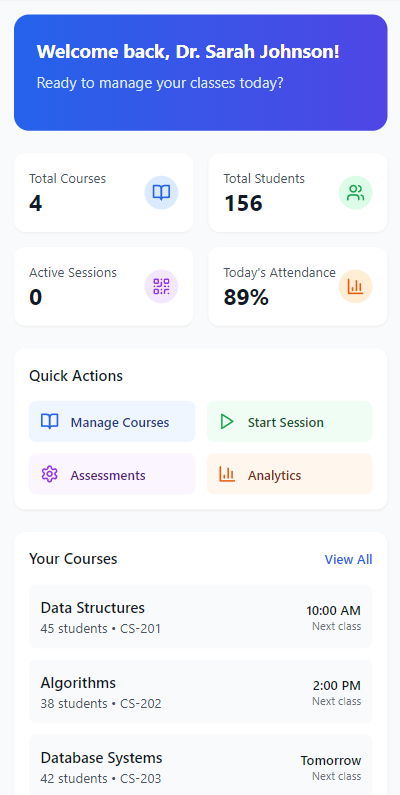 Welcome back, Dr. Sarah Johnson!
Ready to manage your classes today?
Total Courses
4
Total Students
156
Active Sessions
0
Today's Attendance
89%
Quick Actions
Manage Courses
Start Session
Assessments
Analytics
Your Courses
View All
Data Structures
45 students • CS-201
10:00 AM
Next class
Algorithms
38 students • CS-202
2:00 PM
Next class
Database Systems
42 students • CS-203
Tomorrow
Next class